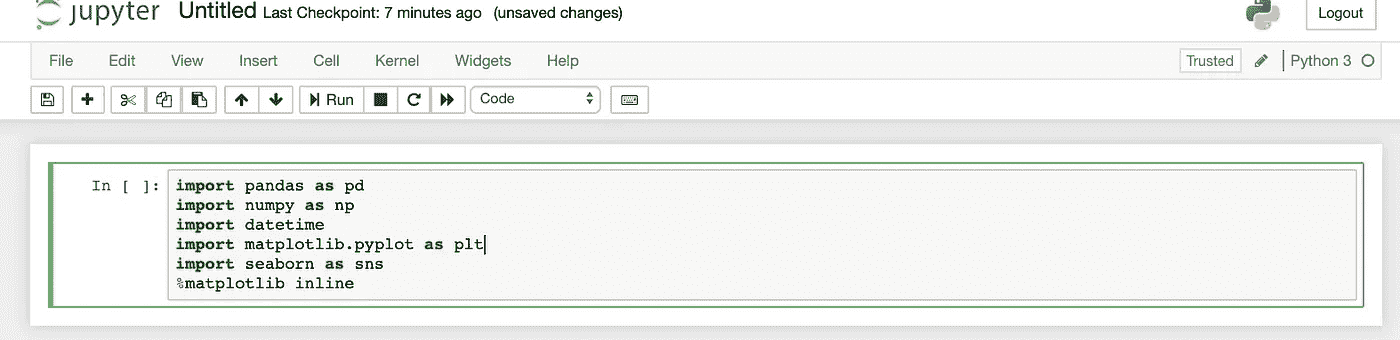 jupyter Untitled Last Checkpoint: 7 minutes ago (unsaved changes) Logout
File Edit View Insert Cell Kernel Widgets Help Trusted Python 3
Run Code
In [ ]:
import pandas as pd
import numpy as np
import datetime
import matplotlib.pyplot as plt
import seaborn as sns
%matplotlib inline